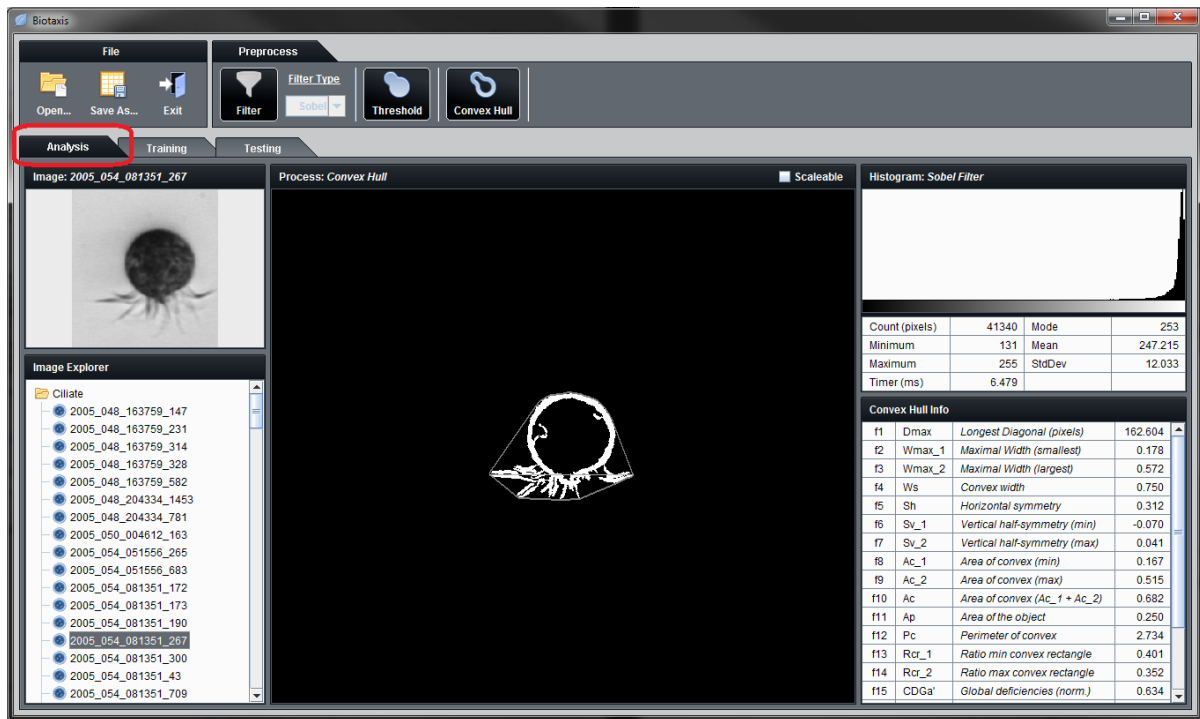 Biotaxis
File
Preprocess
Open...
Save As...
Exit
Filter
Filter Type
Sobel
Threshold
Convex Hull
Analysis
Training
Testing
Image: 2005_054_081351_267
Process: Convex Hull
Scaleable
Histogram: Sobel Filter
Count (pixels) 41340 Mode 253
Minimum 131 Mean 247.215
Maximum 255 StdDev 12.033
Timer (ms) 6.479
Image Explorer
Ciliate
2005_048_163759_147
2005_048_163759_231
2005_048_163759_314
2005_048_163759_328
2005_048_163759_582
2005_048_204334_1453
2005_048_204334_781
2005_050_004612_163
2005_054_051556_265
2005_054_051556_683
2005_054_081351_172
2005_054_081351_173
2005_054_081351_190
2005_054_081351_267
2005_054_081351_300
2005_054_081351_43
2005_054_081351_709
Convex Hull Info
f1 Dmax Longest Diagonal (pixels) 162.604
f2 Wmax_1 Maximal Width (smallest) 0.178
f3 Wmax_2 Maximal Width (largest) 0.572
f4 Ws Convex width 0.750
f5 Sh Horizontal symmetry 0.312
f6 Sv_1 Vertical half-symmetry (min) -0.070
f7 Sv_2 Vertical half-symmetry (max) 0.041
f8 Ac_1 Area of convex (min) 0.167
f9 Ac_2 Area of convex (max) 0.515
f10 Ac Area of convex (Ac_1 + Ac_2) 0.682
f11 Ap Area of the object 0.250
f12 Pc Perimeter of convex 2.734
f13 Rcr_1 Ratio min convex rectangle 0.401
f14 Rcr_2 Ratio max convex rectangle 0.352
f15 CDGa' Global deficiencies (norm.) 0.634